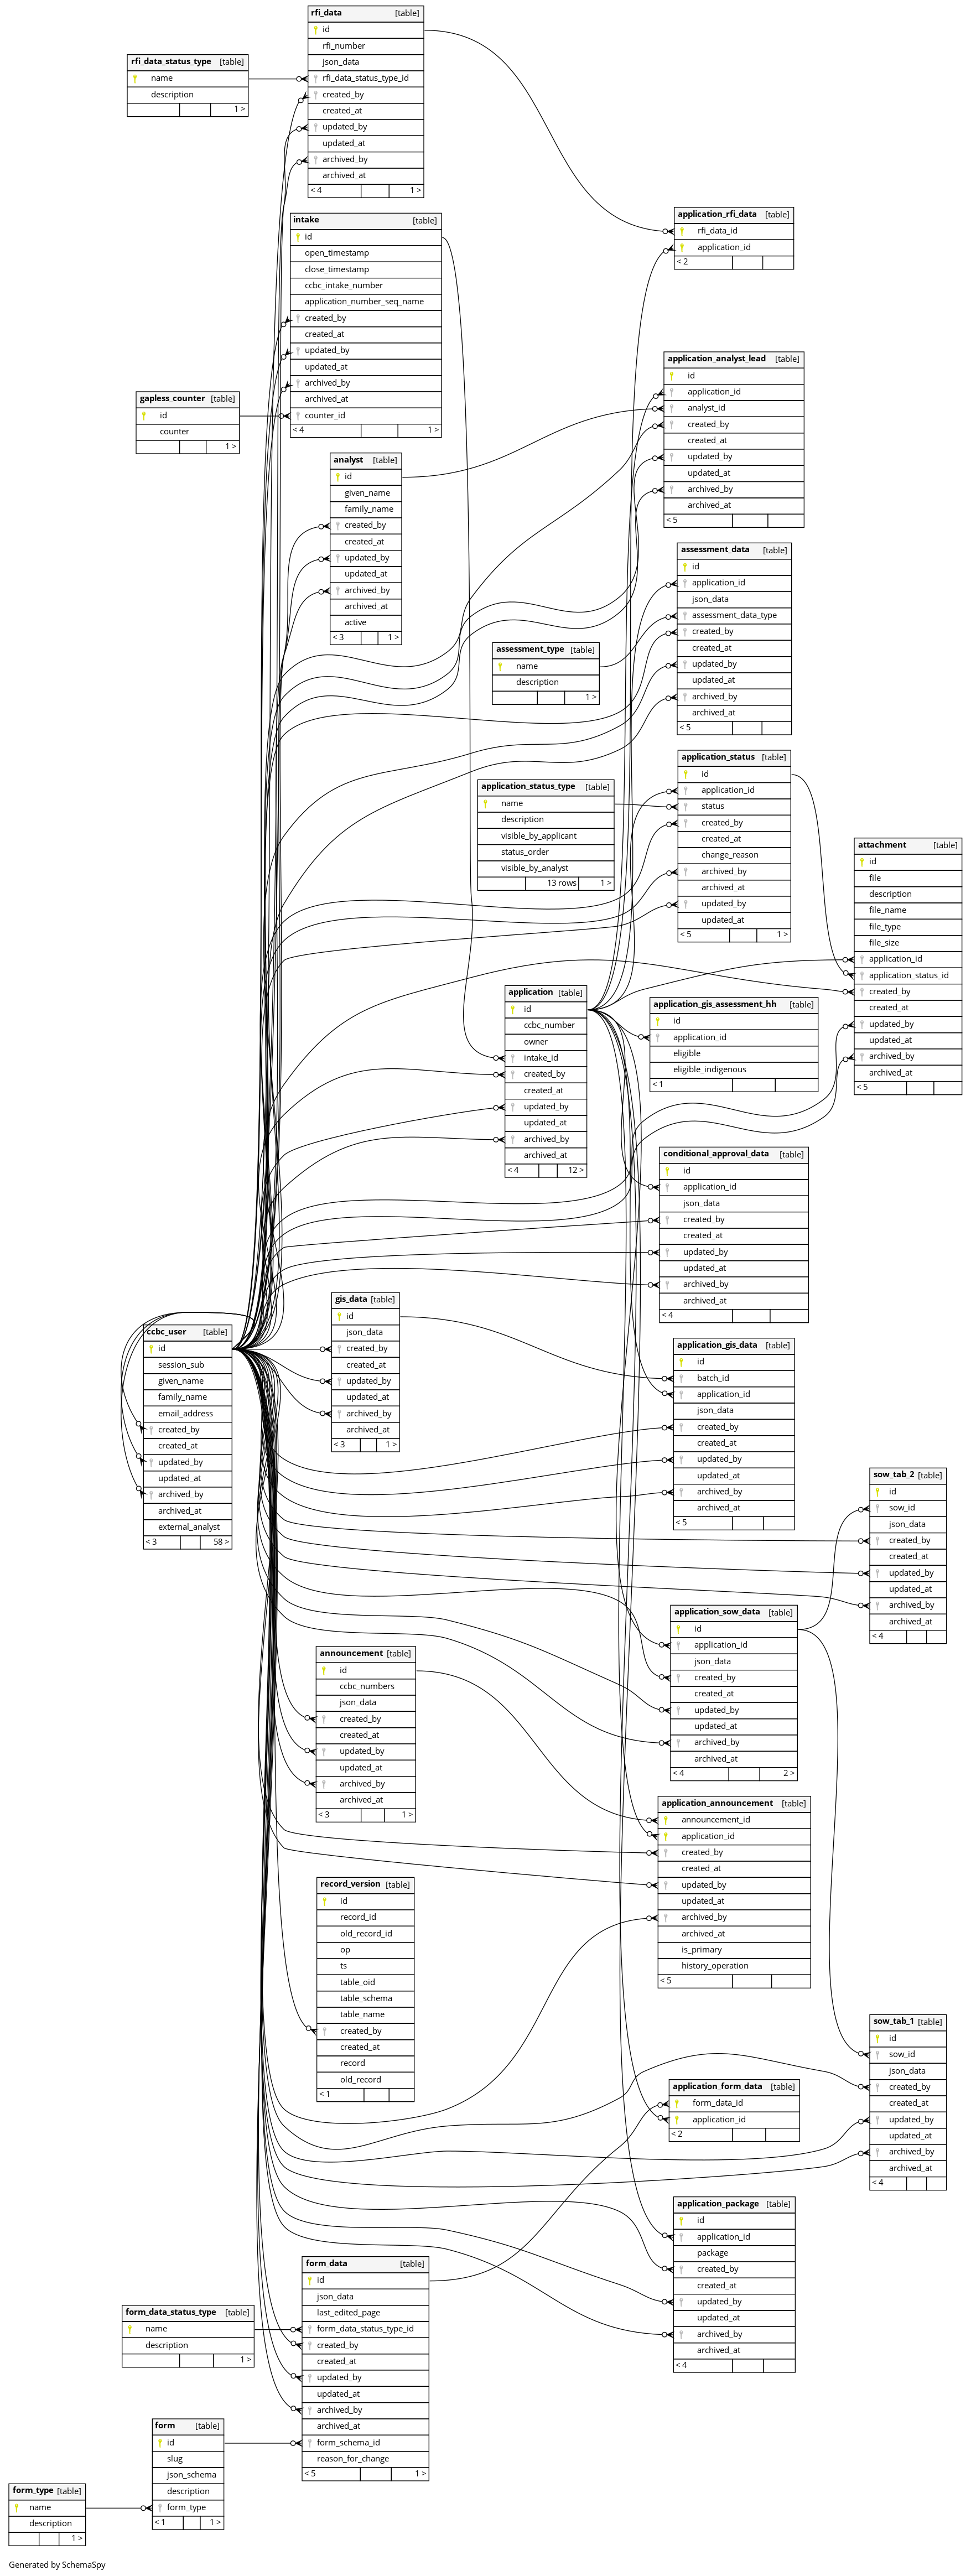 rfi_data [table]
id
rfi_number
json_data
rfi_data_status_type_id
created_by
created_at
updated_by
updated_at
archived_by
archived_at
< 4 1 >
rfi_data_status_type [table]
name
description
1 >
application_rfi_data [table]
rfi_data_id
application_id
< 2
intake [table]
id
open_timestamp
close_timestamp
ccbc_intake_number
application_number_seq_name
created_by
created_at
updated_by
updated_at
archived_by
archived_at
counter_id
< 4 1 >
gapless_counter [table]
id
counter
1 >
application_analyst_lead [table]
id
application_id
analyst_id
created_by
created_at
updated_by
updated_at
archived_by
archived_at
< 5
analyst [table]
id
given_name
family_name
created_by
created_at
updated_by
updated_at
archived_by
archived_at
active
< 3 1 >
assessment_data [table]
id
application_id
json_data
assessment_data_type
created_by
created_at
updated_by
updated_at
archived_by
archived_at
< 5
assessment_type [table]
name
description
1 >
application_status [table]
id
application_id
status
created_by
created_at
change_reason
archived_by
archived_at
updated_by
updated_at
< 5 1 >
application_status_type [table]
name
description
visible_by_applicant
status_order
visible_by_analyst
13 rows 1 >
attachment [table]
id
file
description
file_name
file_type
file_size
application_id
application_status_id
created_by
created_at
updated_by
updated_at
archived_by
archived_at
< 5
application [table]
id
ccbc_number
owner
intake_id
created_by
created_at
updated_by
updated_at
archived_by
archived_at
< 4 12 >
application_gis_assessment_hh [table]
id
application_id
eligible
eligible_indigenous
< 1
conditional_approval_data [table]
id
application_id
json_data
created_by
created_at
updated_by
updated_at
archived_by
archived_at
< 4
gis_data [table]
id
json_data
created_by
created_at
updated_by
updated_at
archived_by
archived_at
< 3 1 >
ccbc_user [table]
id
session_sub
given_name
family_name
email_address
created_by
created_at
updated_by
updated_at
archived_by
archived_at
external_analyst
< 3 58 >
application_gis_data [table]
id
batch_id
application_id
json_data
created_by
created_at
updated_by
updated_at
archived_by
archived_at
< 5
sow_tab_2 [table]
id
sow_id
json_data
created_by
created_at
updated_by
updated_at
archived_by
archived_at
< 4
application_sow_data [table]
id
application_id
json_data
created_by
created_at
updated_by
updated_at
archived_by
archived_at
< 4 2 >
announcement [table]
id
ccbc_numbers
json_data
created_by
created_at
updated_by
updated_at
archived_by
archived_at
< 3 1 >
application_announcement [table]
announcement_id
application_id
created_by
created_at
updated_by
updated_at
archived_by
archived_at
is_primary
history_operation
< 5
record_version [table]
id
record_id
old_record_id
op
ts
table_oid
table_schema
table_name
created_by
created_at
record
old_record
< 1
sow_tab_1 [table]
id
sow_id
json_data
created_by
created_at
updated_by
updated_at
archived_by
archived_at
< 4
application_form_data [table]
form_data_id
application_id
< 2
application_package [table]
id
application_id
package
created_by
created_at
updated_by
updated_at
archived_by
archived_at
< 4
form_data [table]
id
json_data
last_edited_page
form_data_status_type_id
created_by
created_at
updated_by
updated_at
archived_by
archived_at
form_schema_id
reason_for_change
< 5 1 >
form_data_status_type [table]
name
description
1 >
form [table]
id
slug
json_schema
description
form_type
< 1 1 >
form_type [table]
name
description
1 >
Generated by SchemaSpy